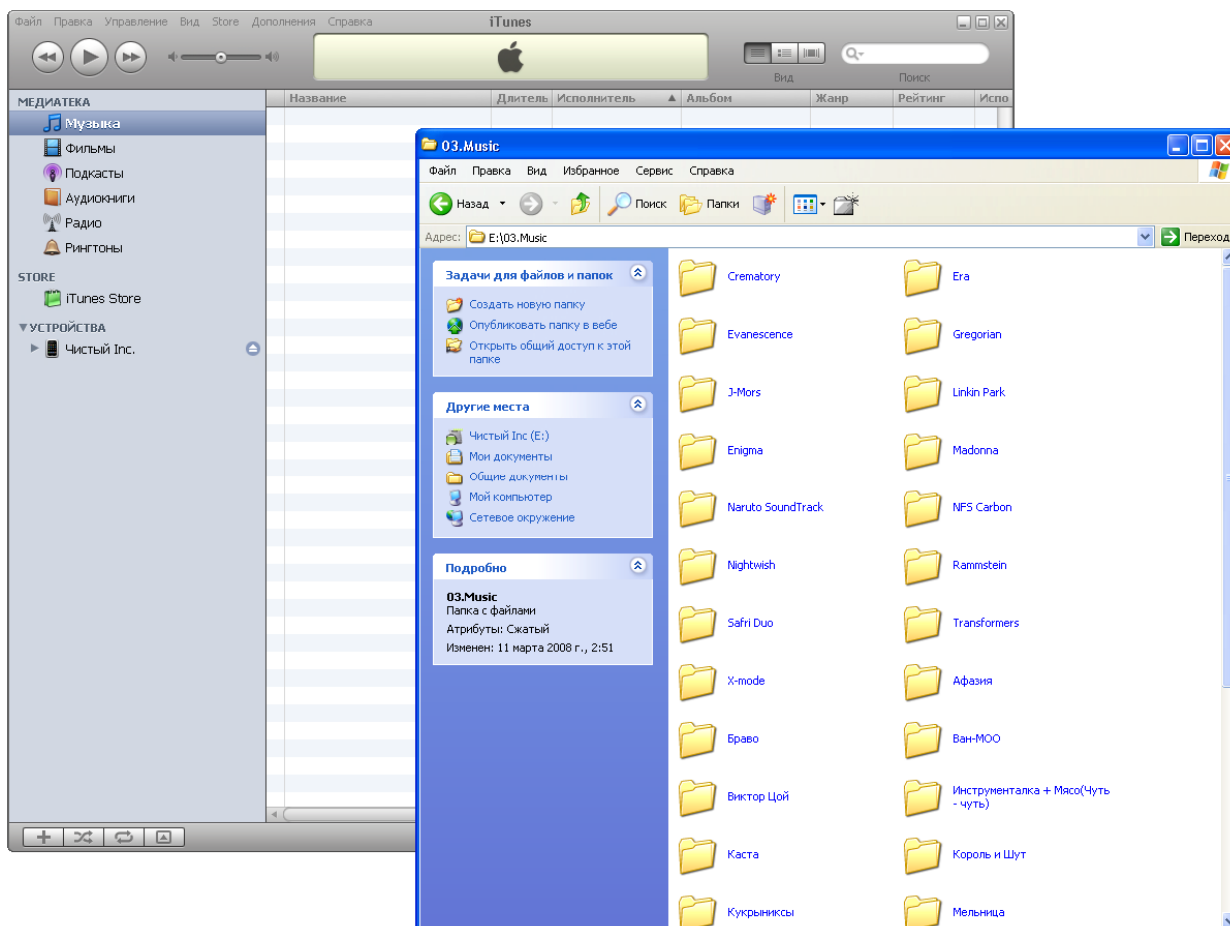 Файл Правка Управление Вид Store Дополнения Справка
iTunes
Вид
Поиск
МЕДИАТЕКА
Музыка
Фильмы
Подкасты
Аудиокниги
Радио
Рингтоны
STORE
iTunes Store
УСТРОЙСТВА
Чистый Inc.
Название Длитель Исполнитель Альбом Жанр Рейтинг Испо
03.Music
Файл Правка Вид Избранное Сервис Справка
Назад Поиск Папки
Адрес: E:\03.Music Переход
Задачи для файлов и папок
Создать новую папку
Опубликовать папку в вебе
Открыть общий доступ к этой
папке
Другие места
Чистый Inc (E:)
Мои документы
Общие документы
Мой компьютер
Сетевое окружение
Подробно
03.Music
Папка с файлами
Атрибуты: Сжатый
Изменен: 11 марта 2008 г., 2:51
Crematory Era
Evanescence Gregorian
J-Mors Linkin Park
Enigma Madonna
Naruto SoundTrack NFS Carbon
Nightwish Rammstein
Safri Duo Transformers
X-mode Афазия
Браво Ван-МОО
Виктор Цой Инструменталка + Мясо(Чуть
- чуть)
Каста Король и Шут
Кукрыниксы Мельница